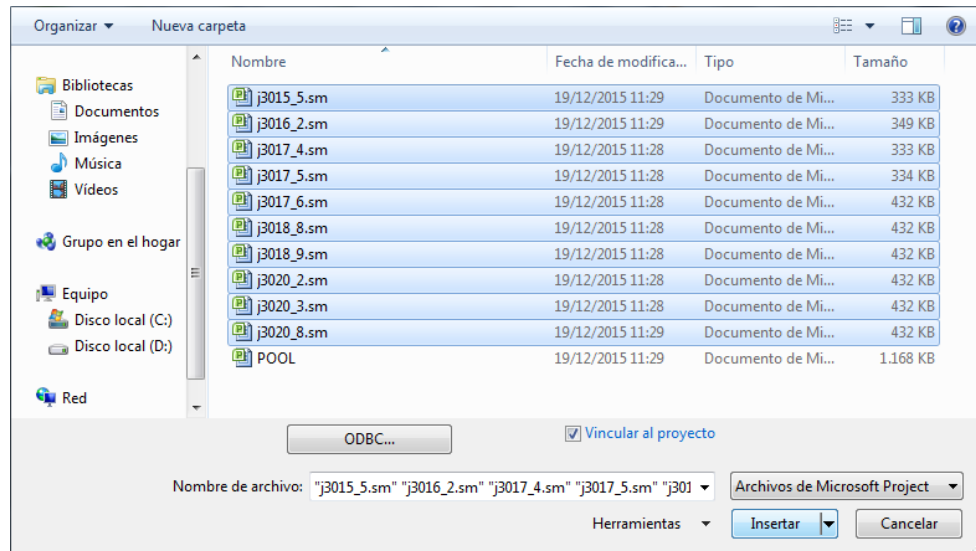 Organizar Nueva carpeta
Nombre Fecha de modifica... Tipo Tamaño
Bibliotecas
Documentos
Imágenes
Música
Vídeos
Grupo en el hogar
Equipo
Disco local (C:)
Disco local (D:)
Red
j3015_5.sm 19/12/2015 11:29 Documento de Mi... 333 KB
j3016_2.sm 19/12/2015 11:29 Documento de Mi... 349 KB
j3017_4.sm 19/12/2015 11:28 Documento de Mi... 333 KB
j3017_5.sm 19/12/2015 11:28 Documento de Mi... 334 KB
j3017_6.sm 19/12/2015 11:28 Documento de Mi... 432 KB
j3018_8.sm 19/12/2015 11:28 Documento de Mi... 432 KB
j3018_9.sm 19/12/2015 11:28 Documento de Mi... 432 KB
j3020_2.sm 19/12/2015 11:28 Documento de Mi... 432 KB
j3020_3.sm 19/12/2015 11:28 Documento de Mi... 432 KB
j3020_8.sm 19/12/2015 11:29 Documento de Mi... 432 KB
POOL 19/12/2015 11:29 Documento de Mi... 1.168 KB
ODBC... Vincular al proyecto
Nombre de archivo: "j3015_5.sm" "j3016_2.sm" "j3017_4.sm" "j3017_5.sm" "j301 Archivos de Microsoft Project
Herramientas Insertar Cancelar